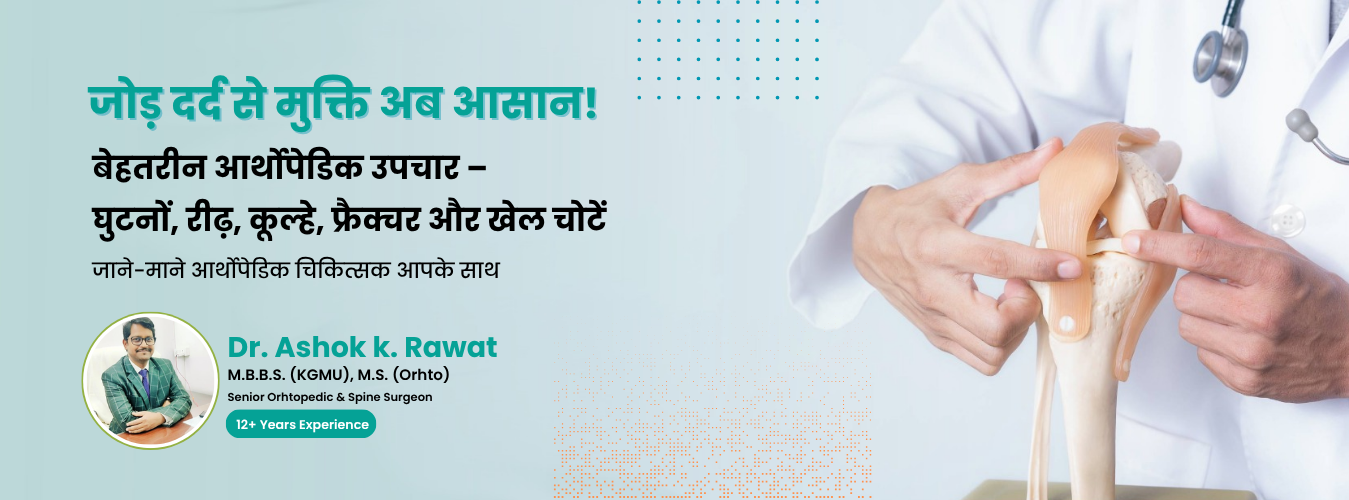 जोड़ दर्द से मुक्ति अब आसान!
बेहतरीन आर्थोपेडिक उपचार –
घुटनों, रीढ़, कूल्हे, फ्रैक्चर और खेल चोटें
जाने-माने आर्थोपेडिक चिकित्सक आपके साथ
Dr. Ashok k. Rawat
M.B.B.S. (KGMU), M.S. (Orhto)
Senior Orhtopedic & Spine Surgeon
12+ Years Experience